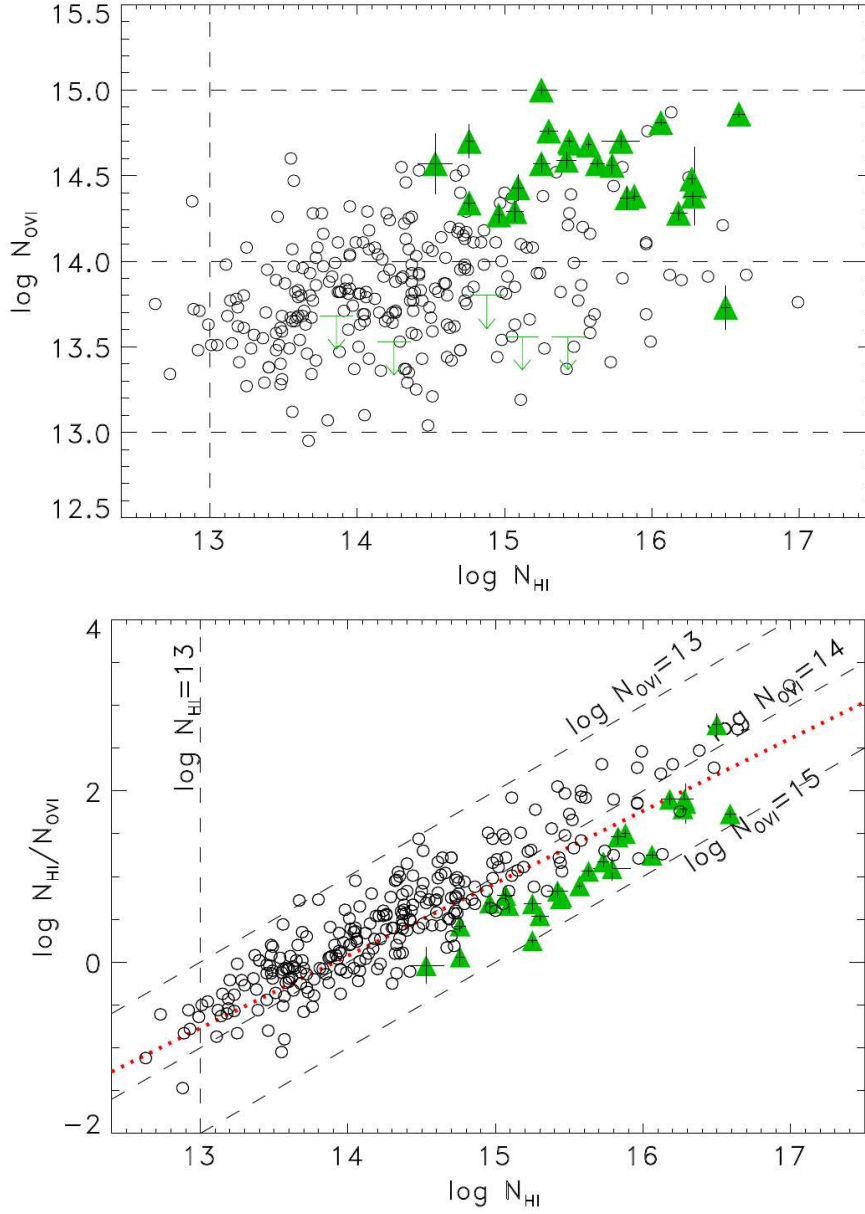 15.5
15.0
14.5
14.0
13.5
13.0
12.5
log N_OVI
13 14 15 16 17
log N_HI
4
2
0
−2
log N_HI/N_OVI
log N_HI=13
log N_OVI=13
log N_OVI=14
log N_OVI=15
13 14 15 16 17
log N_HI